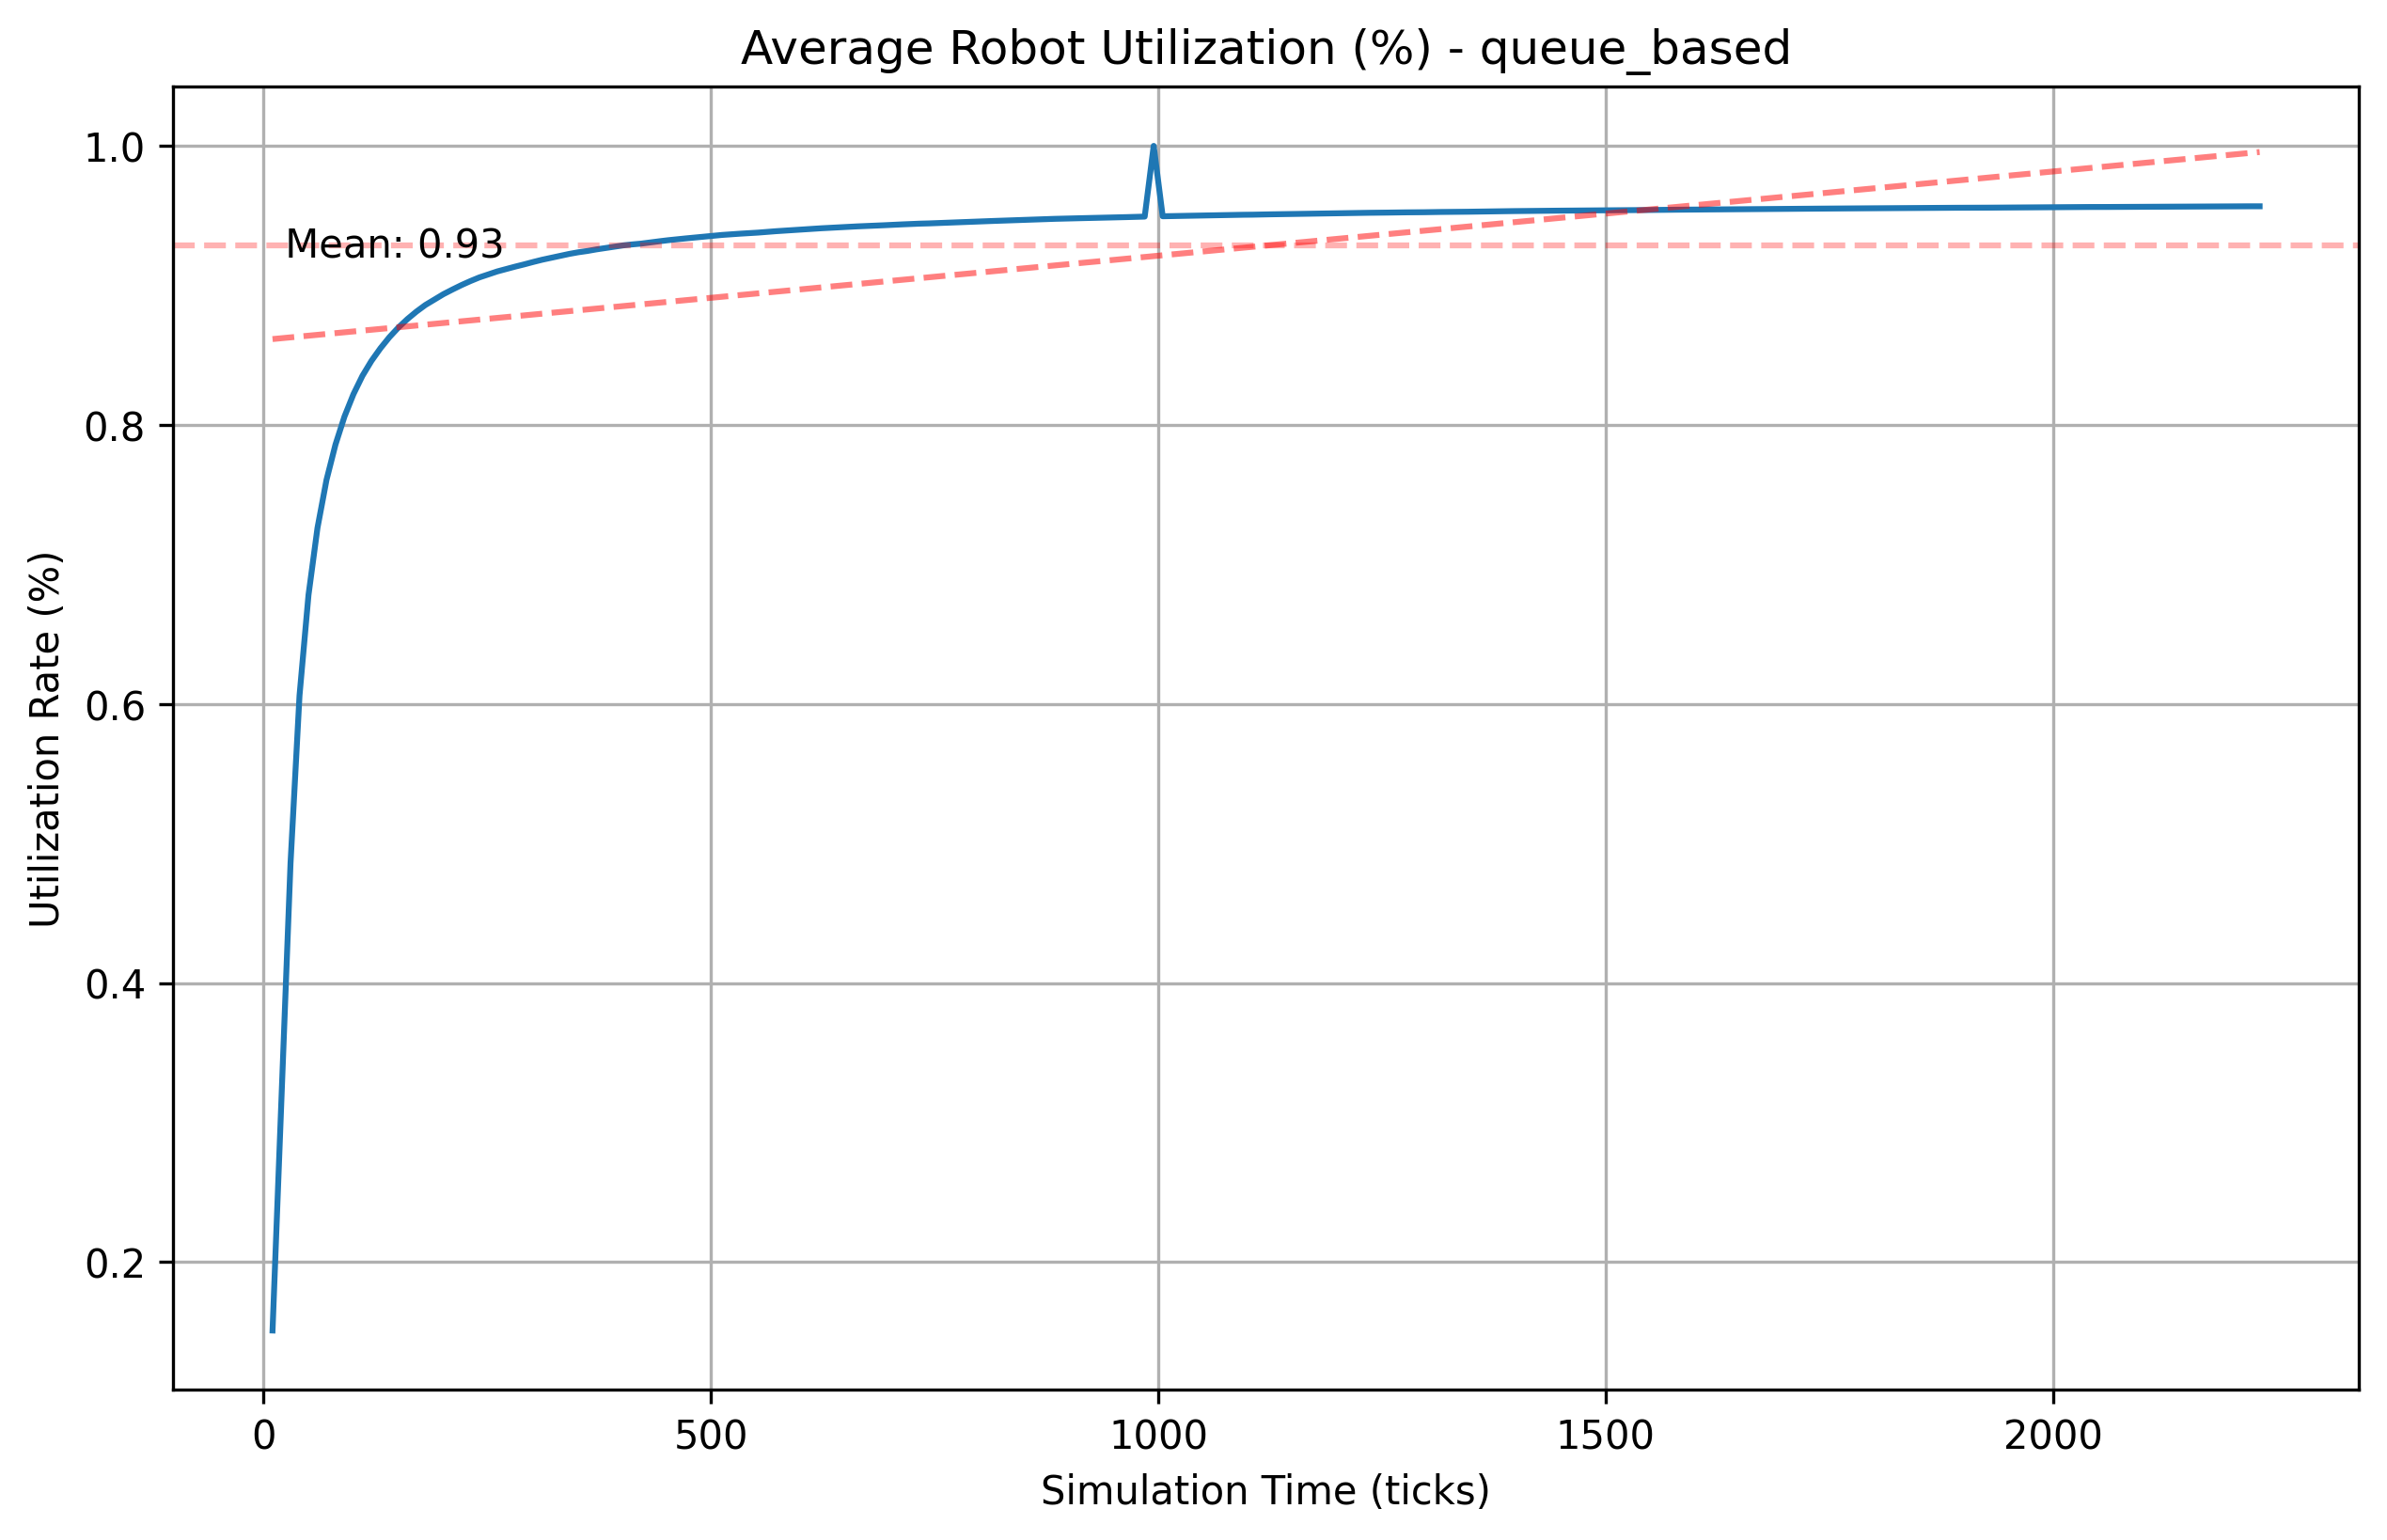 Average Robot Utilization (%) - queue_based
1.0
Mean: 0.93
0.8
0.6
Utilization Rate (%)
0.4
0.2
0 500 1000 1500 2000
Simulation Time (ticks)